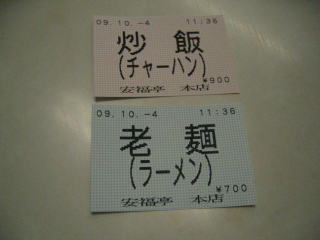 09.10.-4 11:36
炒飯
(チャーハン)
¥900
安福亭 本店
09.10.-4 11:36
老麺
(ラーメン)
¥700
安福亭 本店